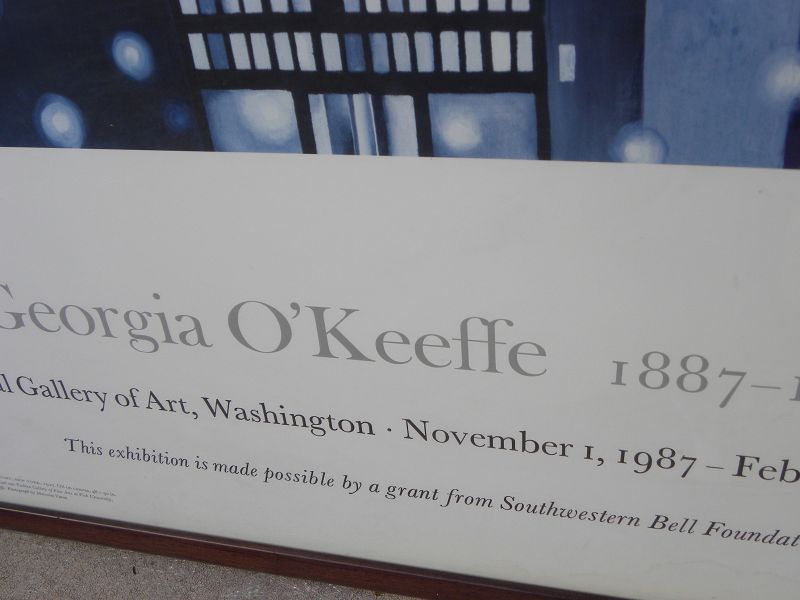 Georgia O'Keeffe 1887–1
Gallery of Art, Washington · November 1, 1987 – Feb
This exhibition is made possible by a grant from Southwestern Bell Foundat